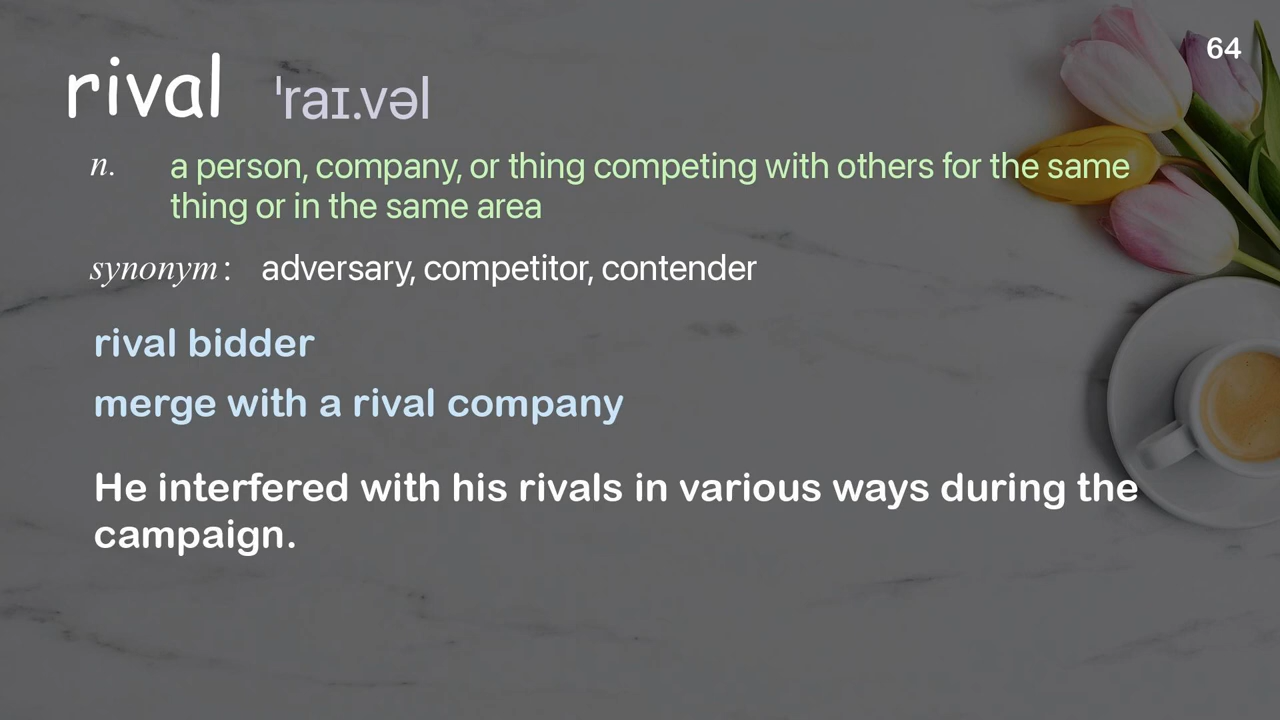 64
rival ˈraɪ.vəl
n. a person, company, or thing competing with others for the same
thing or in the same area
synonym: adversary, competitor, contender
rival bidder
merge with a rival company
He interfered with his rivals in various ways during the
campaign.